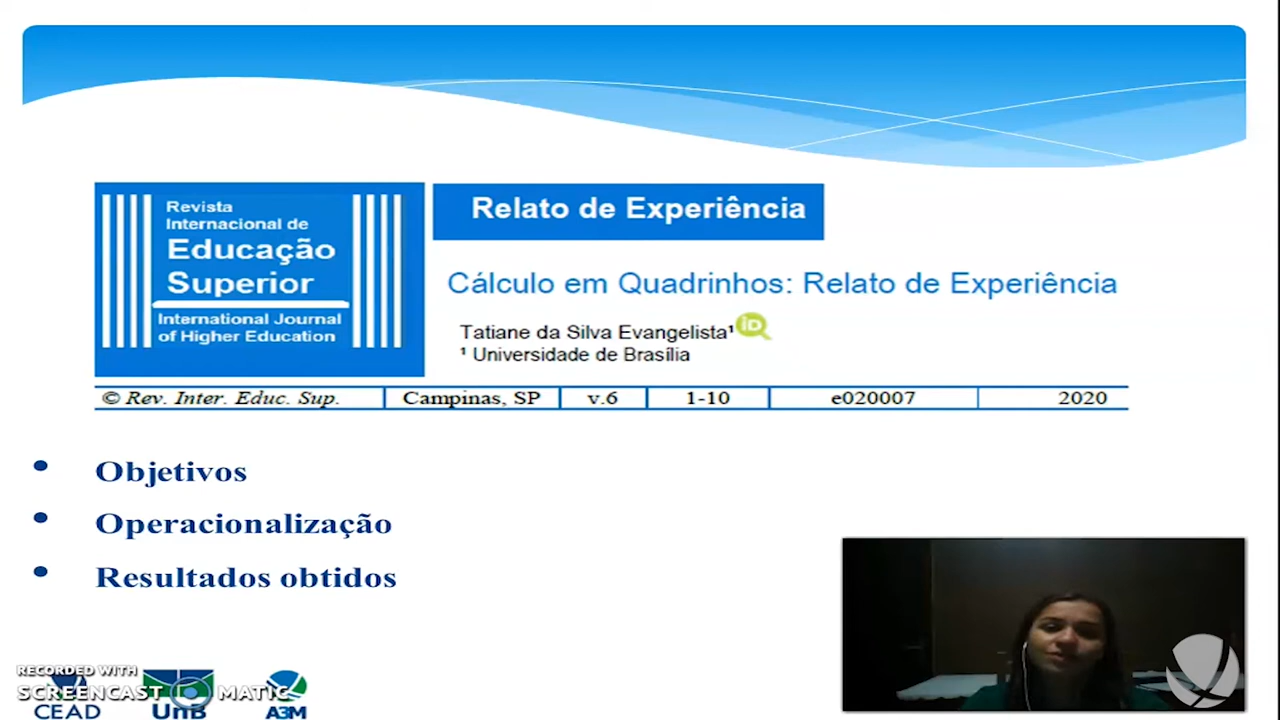 Revista
Internacional de
Educação
Superior
International Journal
of Higher Education
Relato de Experiência
Cálculo em Quadrinhos: Relato de Experiência
Tatiane da Silva Evangelista¹ iD
¹ Universidade de Brasília
© Rev. Inter. Educ. Sup. Campinas, SP v.6 1-10 e020007 2020
• Objetivos
• Operacionalização
• Resultados obtidos
RECORDED WITH
SCREENCAST MATIC
CEAD UnB A3M